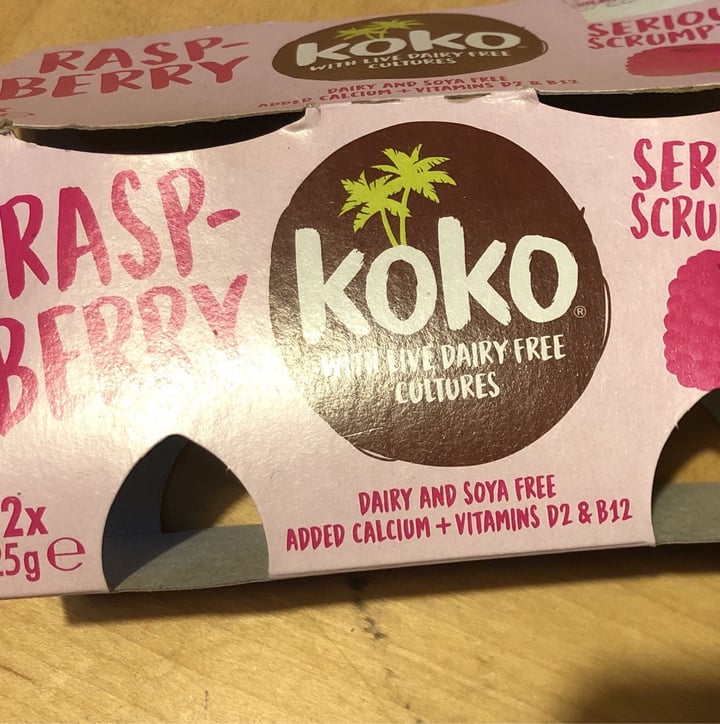 RASP-
BERRY
KOKO
WITH LIVE DAIRY FREE
CULTURES
DAIRY AND SOYA FREE
ADDED CALCIUM + VITAMINS D2 & B12
SERIOU
SCRUMP
RASP-
BERRY
KOKO®
WITH LIVE DAIRY FREE
CULTURES
DAIRY AND SOYA FREE
ADDED CALCIUM + VITAMINS D2 & B12
SER
SCRU
2x
25g e